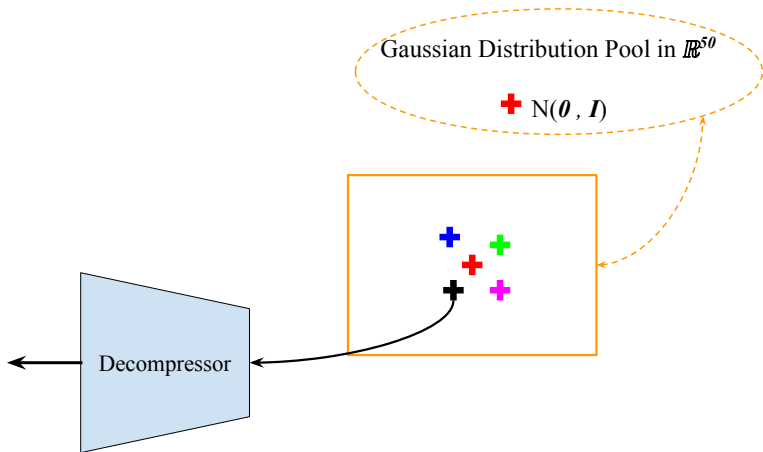 Gaussian Distribution Pool in ℝ⁵⁰
N(0 , I)
Decompressor